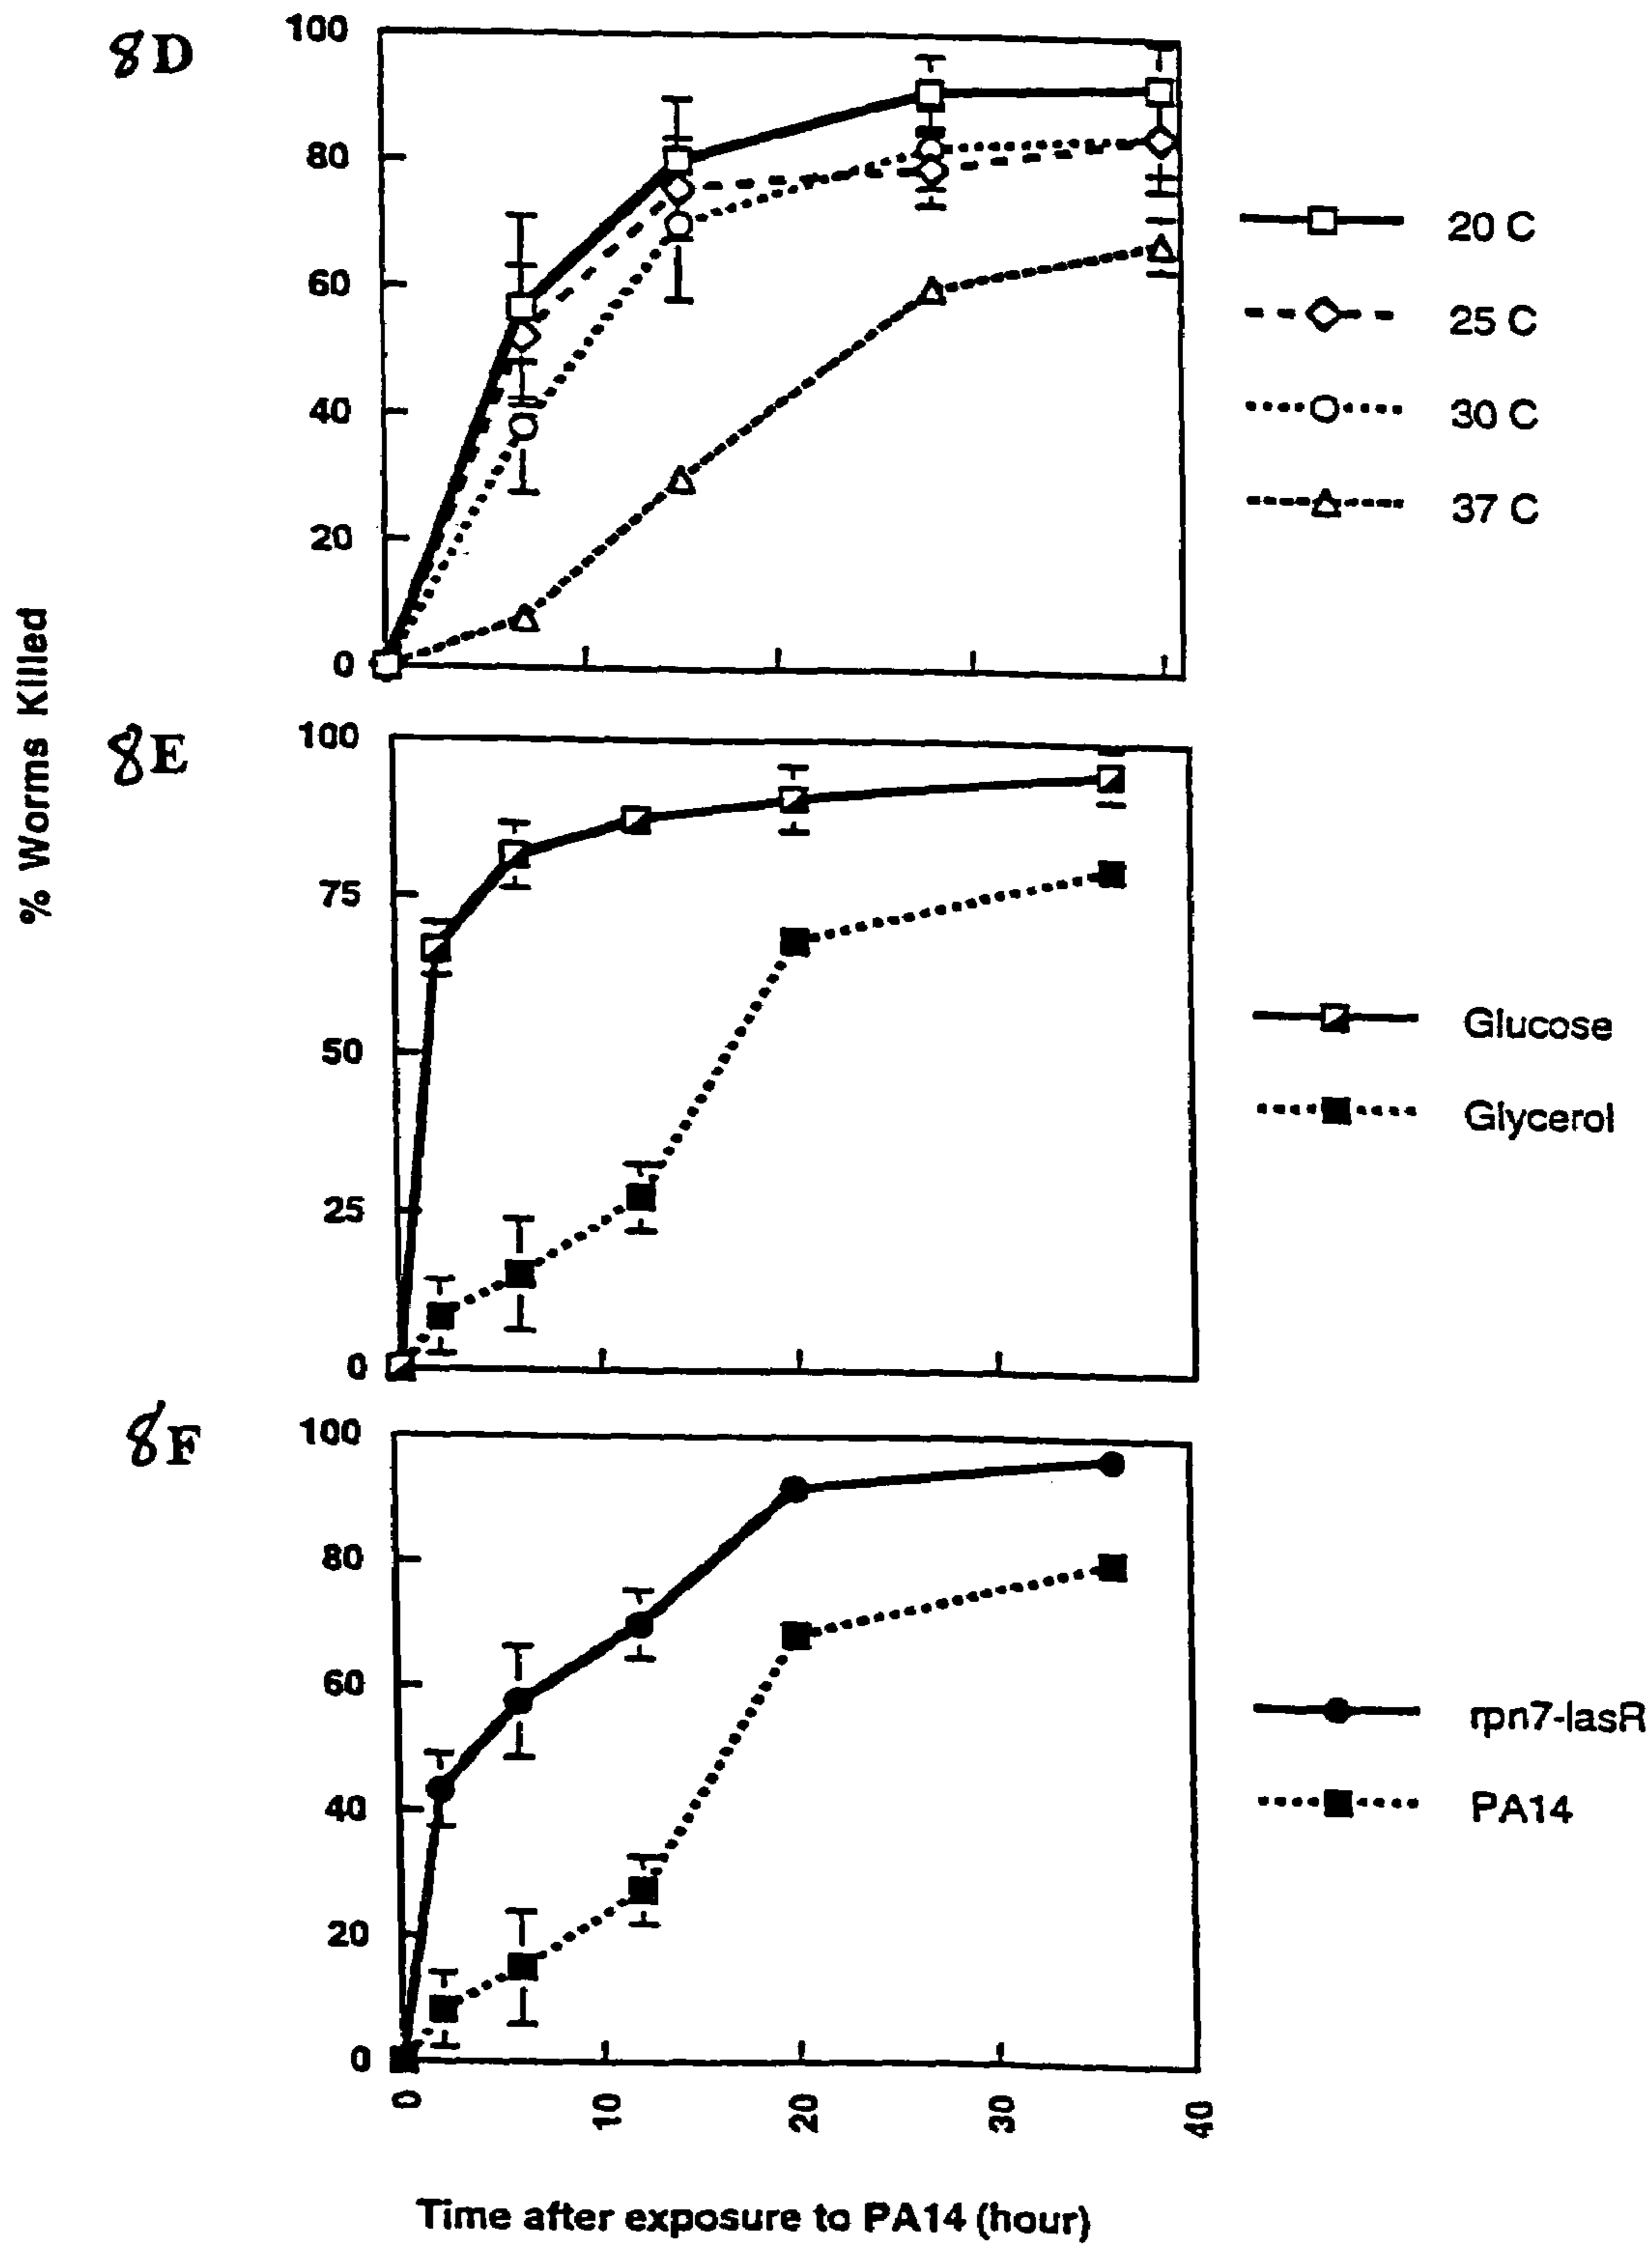 8D
100
80
60
40
20
0
20 C
25 C
30 C
37 C
% Worms Killed
8E
100
75
50
25
0
Glucose
Glycerol
8F
100
80
60
40
20
0
rpn7-lasR
PA14
0 10 20 30 40
Time after exposure to PA14 (hour)